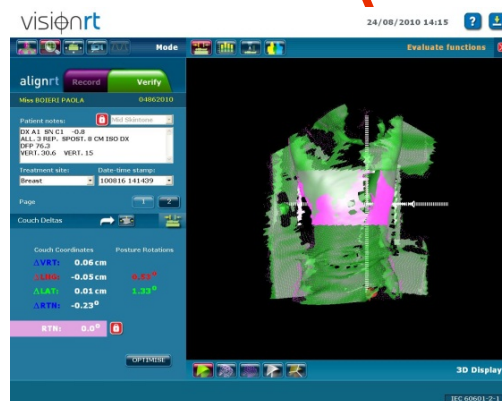 visionrt
24/08/2010 14:15
Mode
Evaluate functions
alignrt
Record
Verify
Miss BOIERI PAOLA
04862010
Patient notes:
Mid Skintone
DX A1 SN C1 -0.8
ALL. 3 REP. SPOST. 8 CM ISO DX
DFP 76.3
VERT. 30.6 VERT. 15
Treatment site:
Date-time stamp:
Breast
100816 141439
Page
1
2
Couch Deltas
Couch Coordinates
Posture Rotations
ΔVRT: 0.06 cm
ΔLNG: -0.05 cm
0.52°
ΔLAT: 0.01 cm
1.33°
ΔRTN: -0.23°
RTN: 0.0°
OPTIMISE
3D Display
IEC 60601-2-1